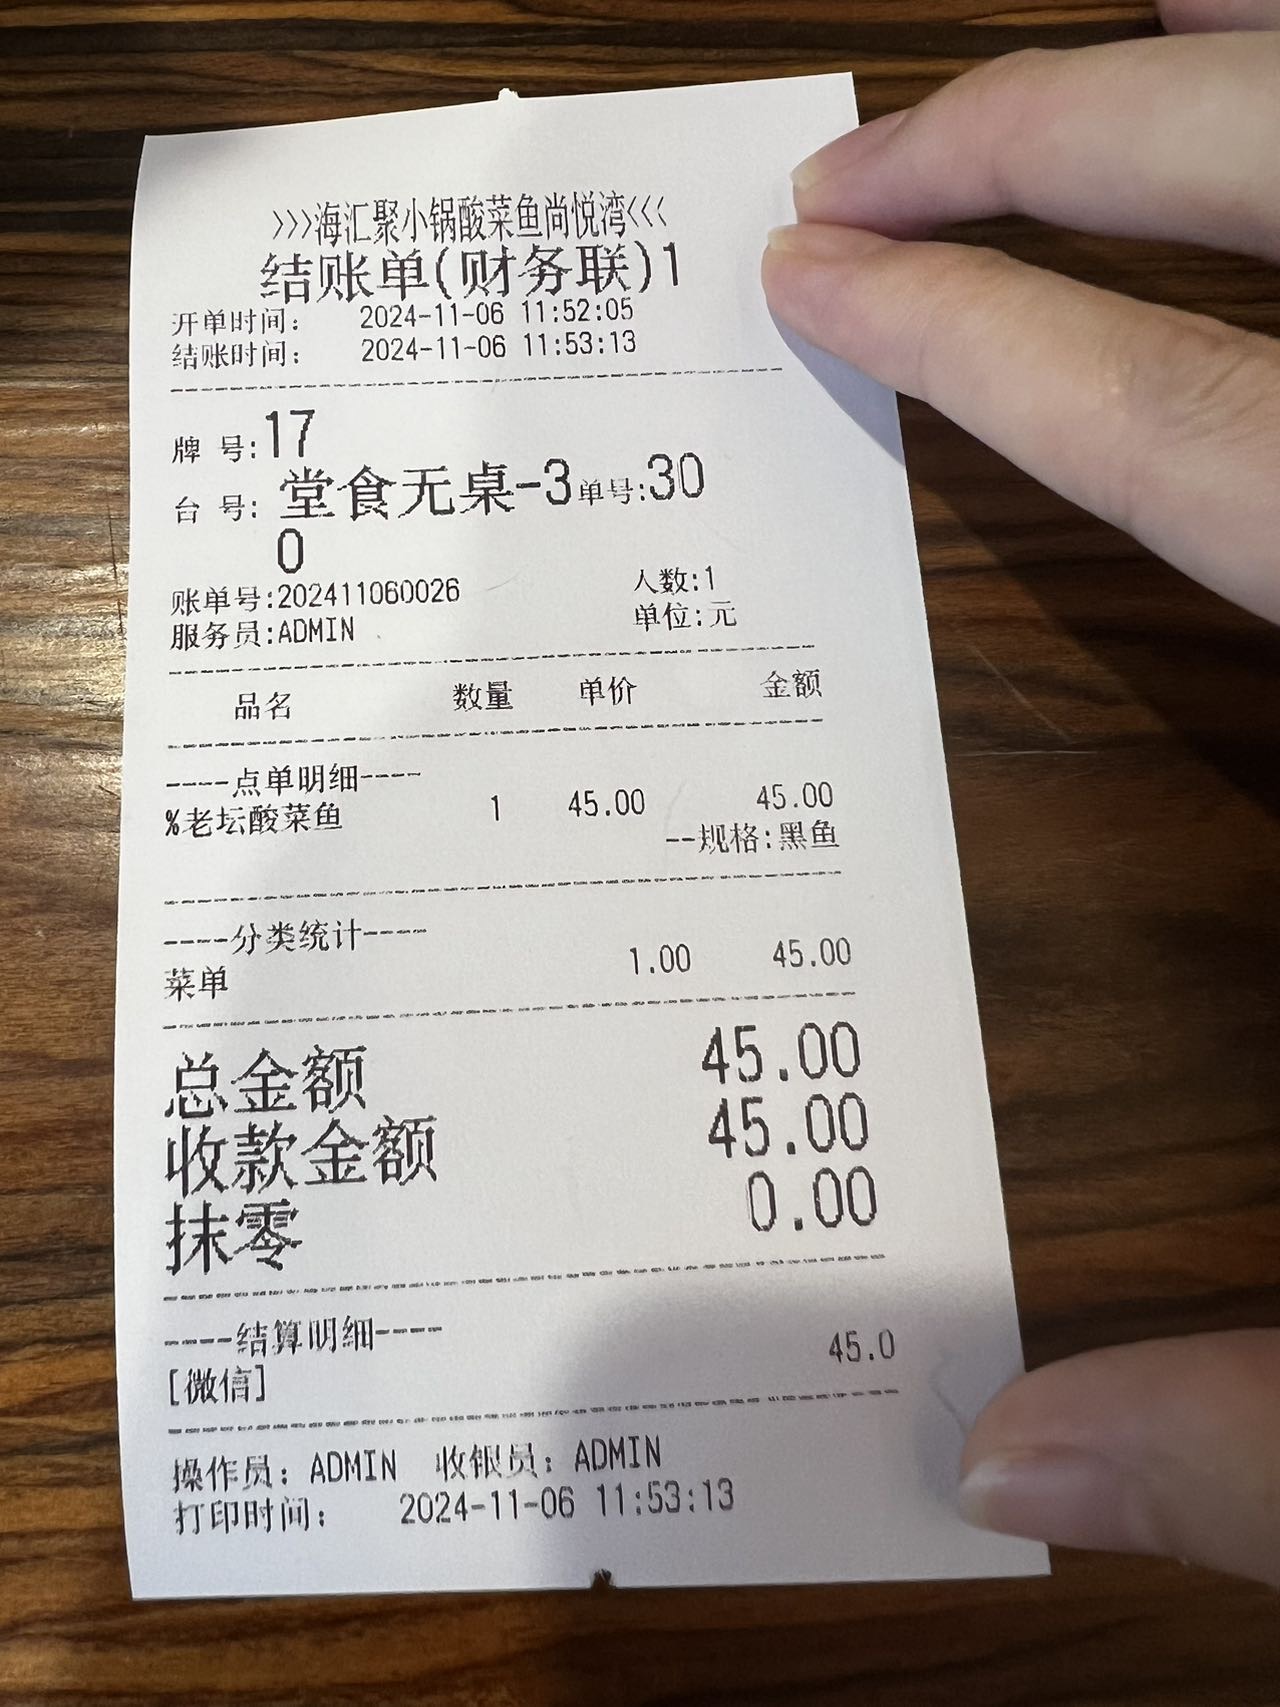 >>>海汇聚小锅酸菜鱼尚悦湾<<<
结账单(财务联)1
开单时间: 2024-11-06 11:52:05
结账时间: 2024-11-06 11:53:13
牌 号:17
台 号: 堂食无桌-3单号:30
0
账单号:202411060026 人数:1
服务员:ADMIN 单位:元
品名 数量 单价 金额
----点单明细----
%老坛酸菜鱼 1 45.00 45.00
--规格:黑鱼
----分类统计----
菜单 1.00 45.00
总金额 45.00
收款金额 45.00
抹零 0.00
----结算明细----
[微信] 45.0
操作员: ADMIN 收银员: ADMIN
打印时间: 2024-11-06 11:53:13